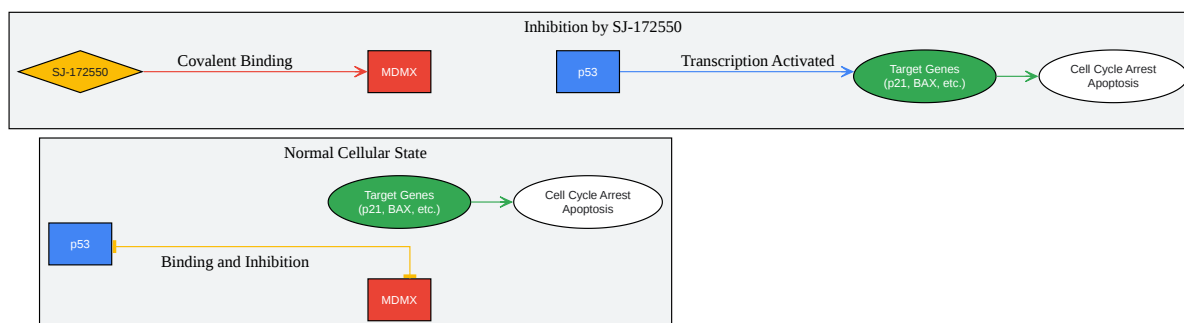 Inhibition by SJ-172550
SJ-172550
Covalent Binding
MDMX
p53
Transcription Activated
Target Genes
(p21, BAX, etc.)
Cell Cycle Arrest
Apoptosis
Normal Cellular State
Target Genes
(p21, BAX, etc.)
Cell Cycle Arrest
Apoptosis
p53
Binding and Inhibition
MDMX